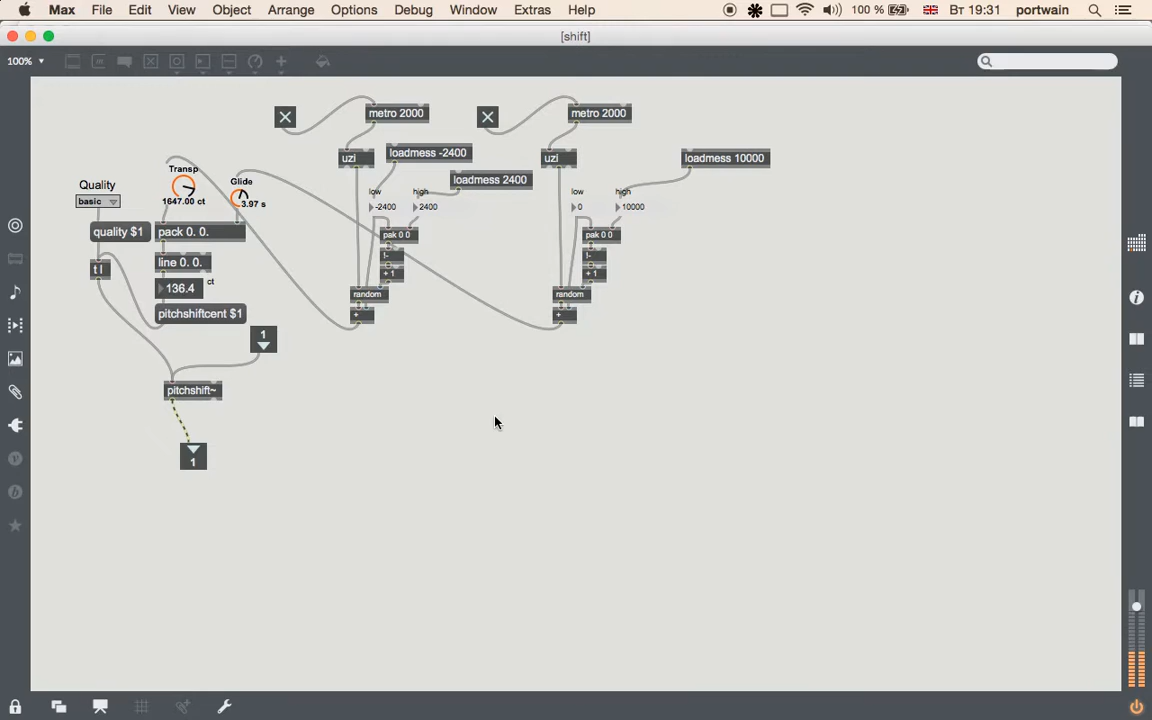 Max File Edit View Object Arrange Options Debug Window Extras Help 100 % Вт 19:31 portwain
[shift]
100%
metro 2000
metro 2000
uzi
loadmess -2400
uzi
loadmess 10000
Transp
Glide
loadmess 2400
Quality
low
high
low
high
basic
1647.00 ct
3.97 s
-2400
2400
0
10000
quality $1
pack 0. 0.
pak 0 0
pak 0 0
!-
!-
t l
line 0. 0.
+ 1
+ 1
136.4
ct
random
random
pitchshiftcent $1
+
+
1
pitchshift~
1